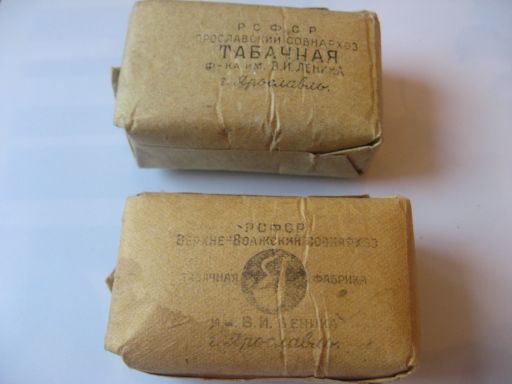 РСФСР
ЯРОСЛАВСКИЙ СОВНАРХОЗ
ТАБАЧНАЯ
Ф-КА ИМ. В.И. ЛЕНИНА
г. Ярославль.
РСФСР
ВЕРХНЕ-ВОЛЖСКИЙ СОВНАРХОЗ
ТАБАЧНАЯ Я ФАБРИКА
ИМ. В.И. ЛЕНИНА
г. Ярославль.